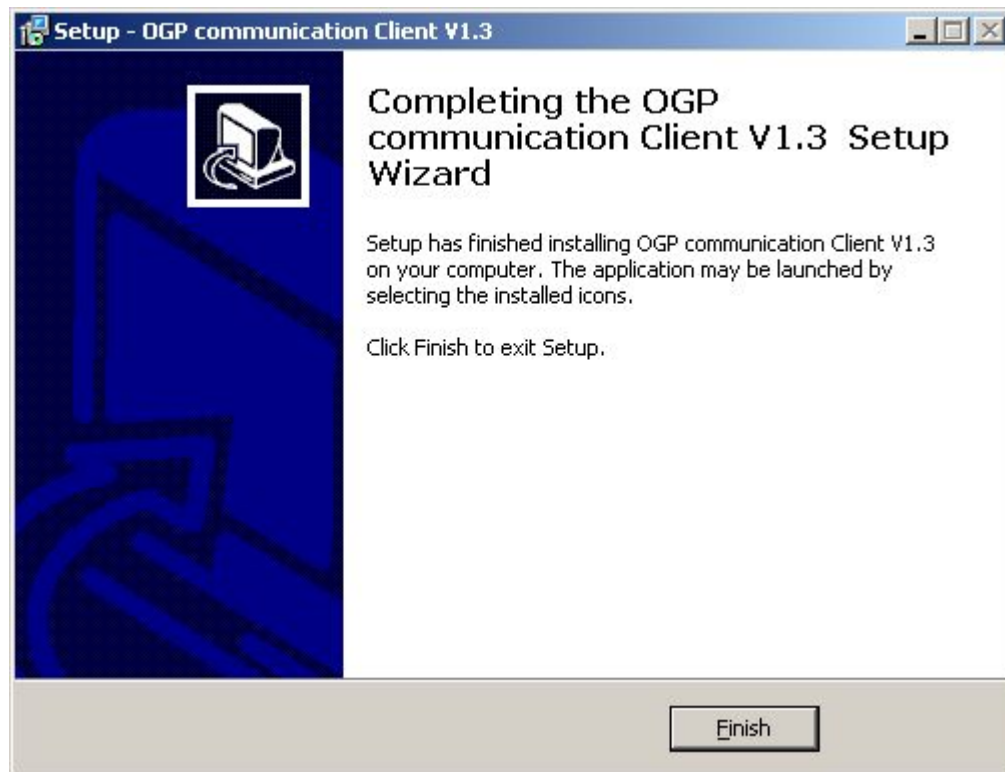 Setup - OGP communication Client V1.3
Completing the OGP
communication Client V1.3  Setup
Wizard
Setup has finished installing OGP communication Client V1.3
on your computer. The application may be launched by
selecting the installed icons.
Click Finish to exit Setup.
Finish